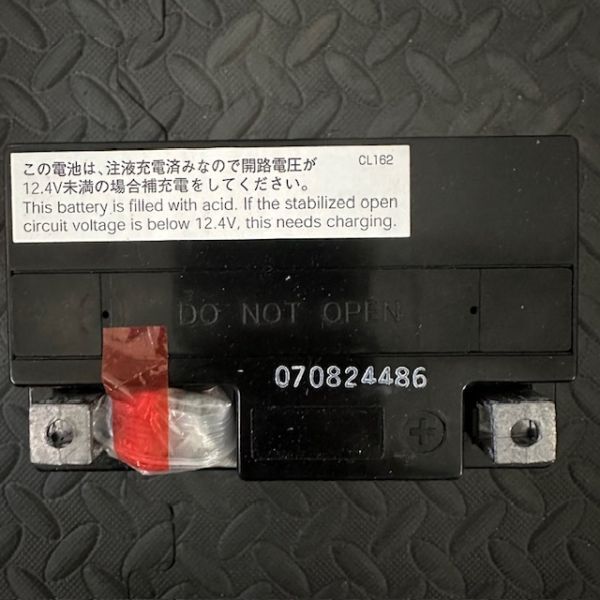 この電池は、注液充電済みなので開路電圧が
CL162
12.4V未満の場合補充電をしてください。
This battery is filled with acid. If the stabilized open
circuit voltage is below 12.4V, this needs charging.
DO NOT OPEN
070824486
+